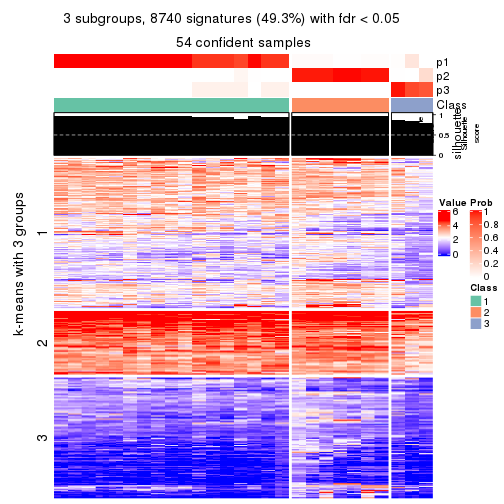 3 subgroups, 8740 signatures (49.3%) with fdr < 0.05
54 confident samples
p1
p2
p3
Class
1
0.5
0
silhouette
Silhouette
score
k-means with 3 groups
1
2
3
Value
6
4
2
0
Prob
1
0.8
0.6
0.4
0.2
0
Class
1
2
3